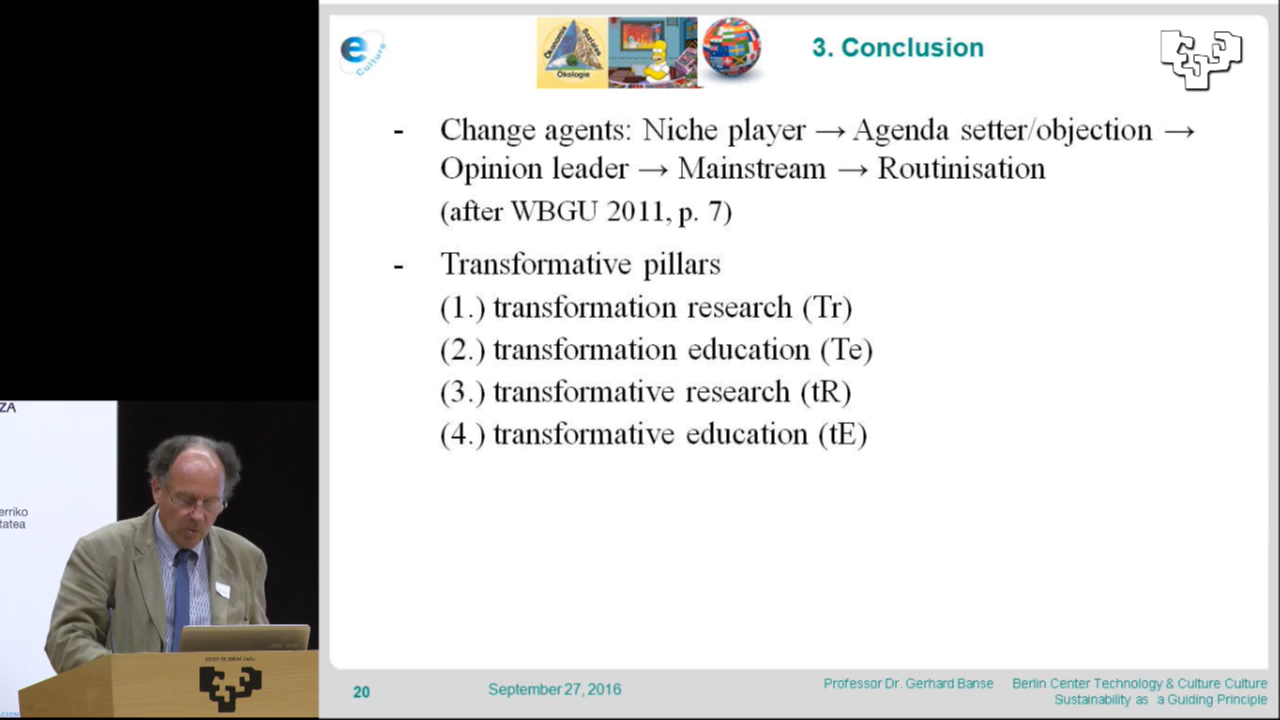 e
Culture
Ökonomie
Soziales
Ökologie
3. Conclusion
- Change agents: Niche player → Agenda setter/objection →
Opinion leader → Mainstream → Routinisation
(after WBGU 2011, p. 7)
- Transformative pillars
(1.) transformation research (Tr)
(2.) transformation education (Te)
(3.) transformative research (tR)
(4.) transformative education (tE)
ZA
erriko
tatea
20
September 27, 2016
Professor Dr. Gerhard Banse Berlin Center Technology & Culture Culture
Sustainability as a Guiding Principle